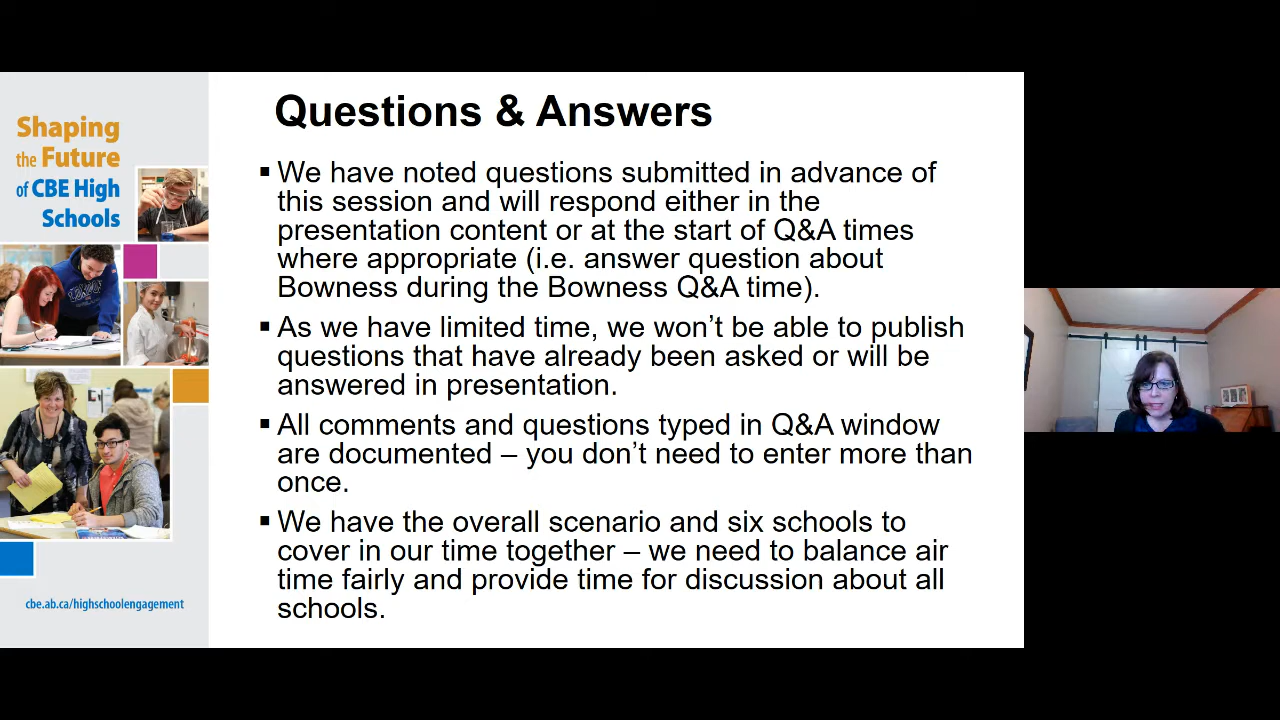 Shaping
the Future
of CBE High
Schools
cbe.ab.ca/highschoolengagement
Questions & Answers
▪ We have noted questions submitted in advance of
this session and will respond either in the
presentation content or at the start of Q&A times
where appropriate (i.e. answer question about
Bowness during the Bowness Q&A time).
▪ As we have limited time, we won’t be able to publish
questions that have already been asked or will be
answered in presentation.
▪ All comments and questions typed in Q&A window
are documented – you don’t need to enter more than
once.
▪ We have the overall scenario and six schools to
cover in our time together – we need to balance air
time fairly and provide time for discussion about all
schools.